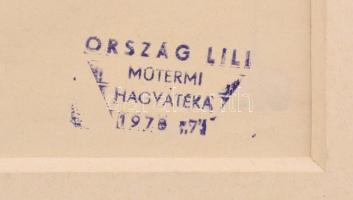 ORSZÁG LILI
MŰTERMI
HAGYATÉKA
1978